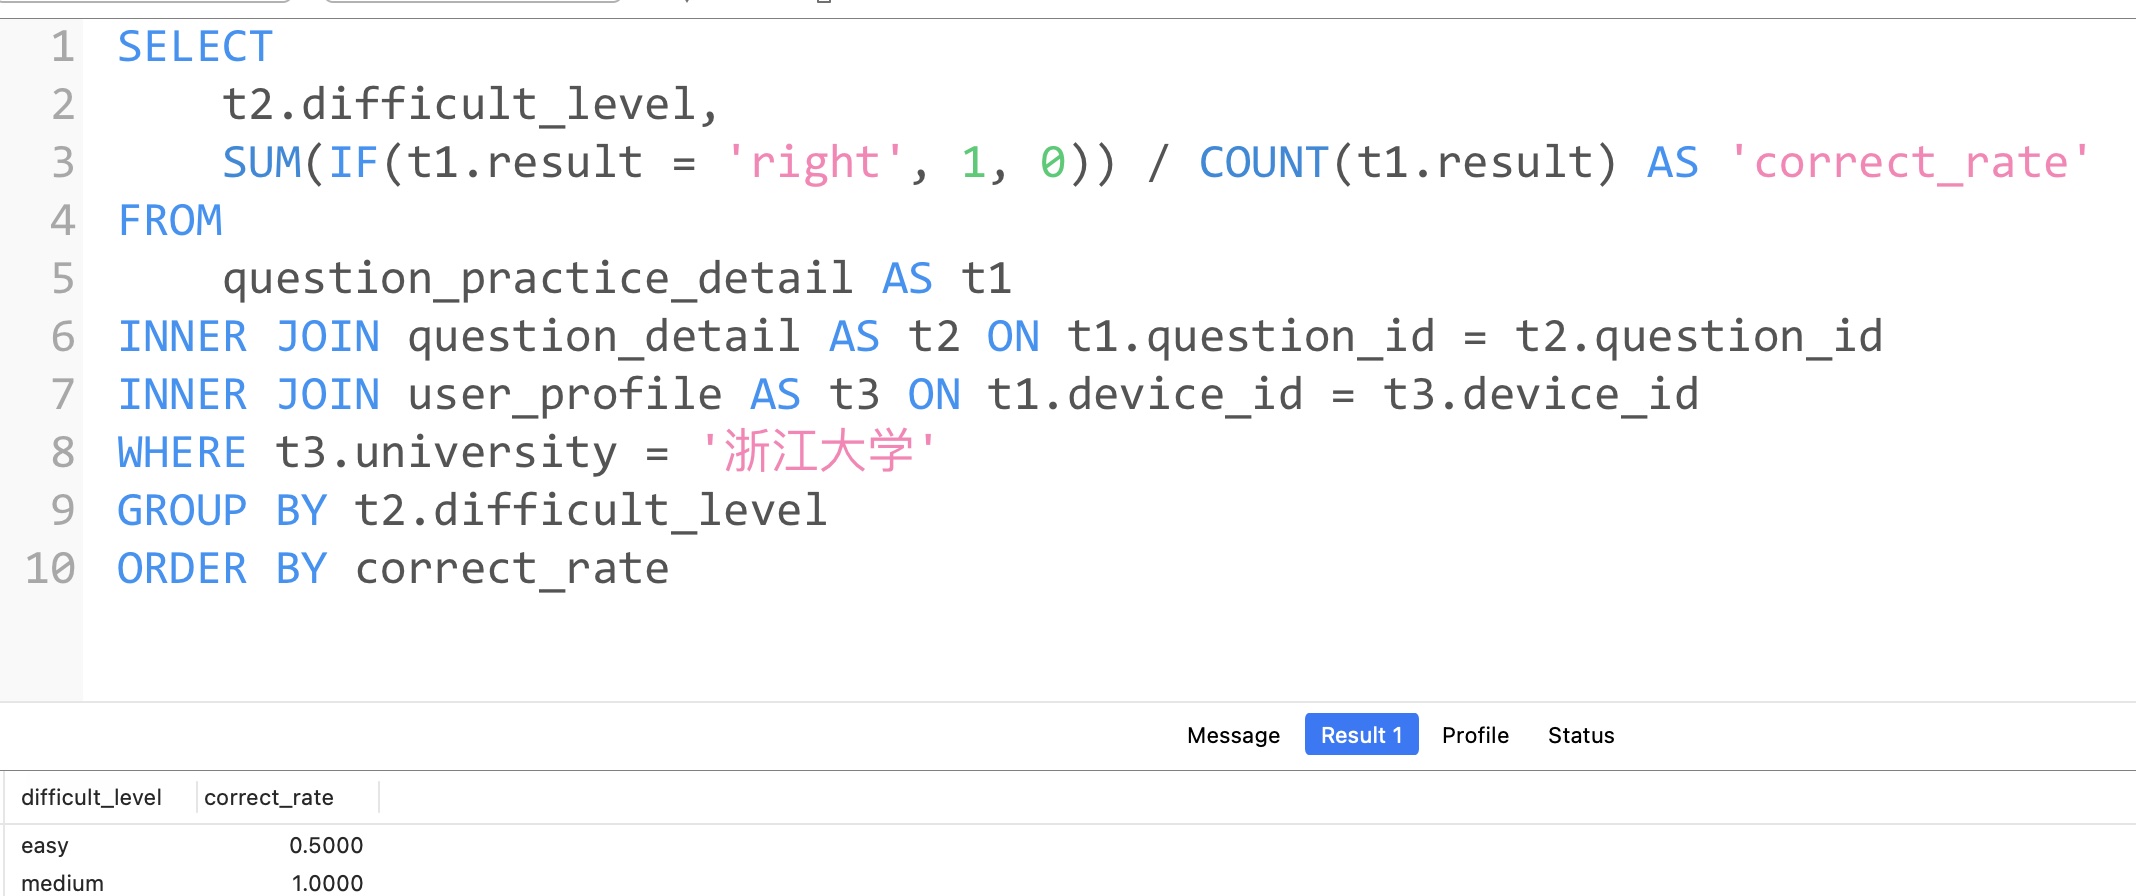 1 SELECT
2     t2.difficult_level,
3     SUM(IF(t1.result = 'right', 1, 0)) / COUNT(t1.result) AS 'correct_rate'
4 FROM
5     question_practice_detail AS t1
6 INNER JOIN question_detail AS t2 ON t1.question_id = t2.question_id
7 INNER JOIN user_profile AS t3 ON t1.device_id = t3.device_id
8 WHERE t3.university = '浙江大学'
9 GROUP BY t2.difficult_level
10 ORDER BY correct_rate
Message Result 1 Profile Status
difficult_level correct_rate
easy 0.5000
medium 1.0000